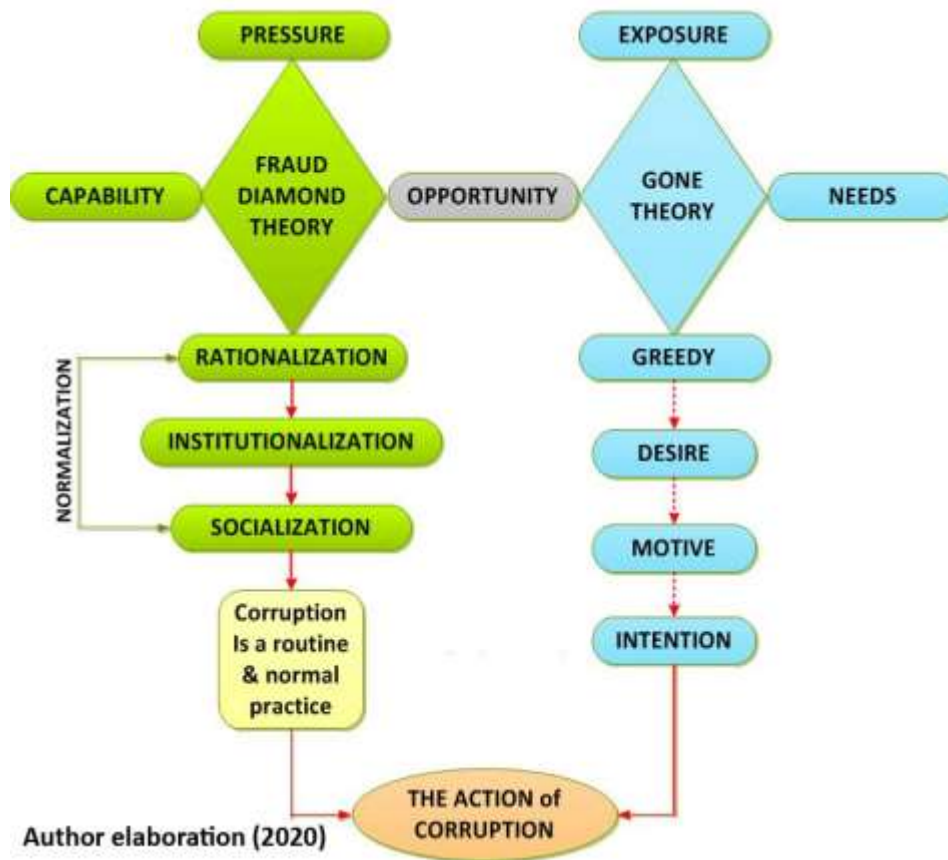 PRESSURE
EXPOSURE
CAPABILITY
FRAUD
DIAMOND
THEORY
OPPORTUNITY
GONE
THEORY
NEEDS
RATIONALIZATION
GREEDY
NORMALIZATION
INSTITUTIONALIZATION
DESIRE
SOCIALIZATION
MOTIVE
Corruption
Is a routine
& normal
practice
INTENTION
THE ACTION of
CORRUPTION
Author elaboration (2020)